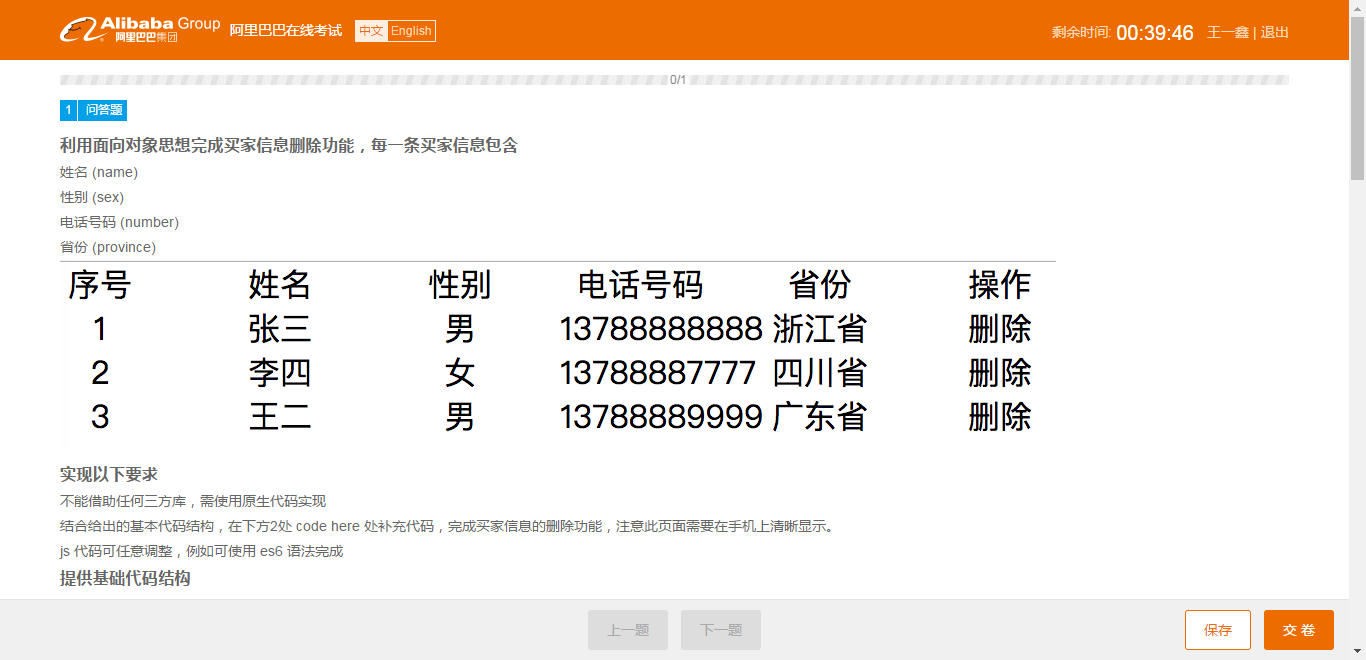 Alibaba Group
阿里巴巴集团
阿里巴巴在线考试
中文 English
剩余时间: 00:39:46 王一鑫 | 退出
0/1
1 问答题
利用面向对象思想完成买家信息删除功能，每一条买家信息包含
姓名 (name)
性别 (sex)
电话号码 (number)
省份 (province)
序号 姓名 性别 电话号码 省份 操作
1 张三 男 13788888888 浙江省 删除
2 李四 女 13788887777 四川省 删除
3 王二 男 13788889999 广东省 删除
实现以下要求
不能借助任何三方库，需使用原生代码实现
结合给出的基本代码结构，在下方2处 code here 处补充代码，完成买家信息的删除功能，注意此页面需要在手机上清晰显示。
js 代码可任意调整，例如可使用 es6 语法完成
提供基础代码结构
上一题 下一题 保存 交 卷